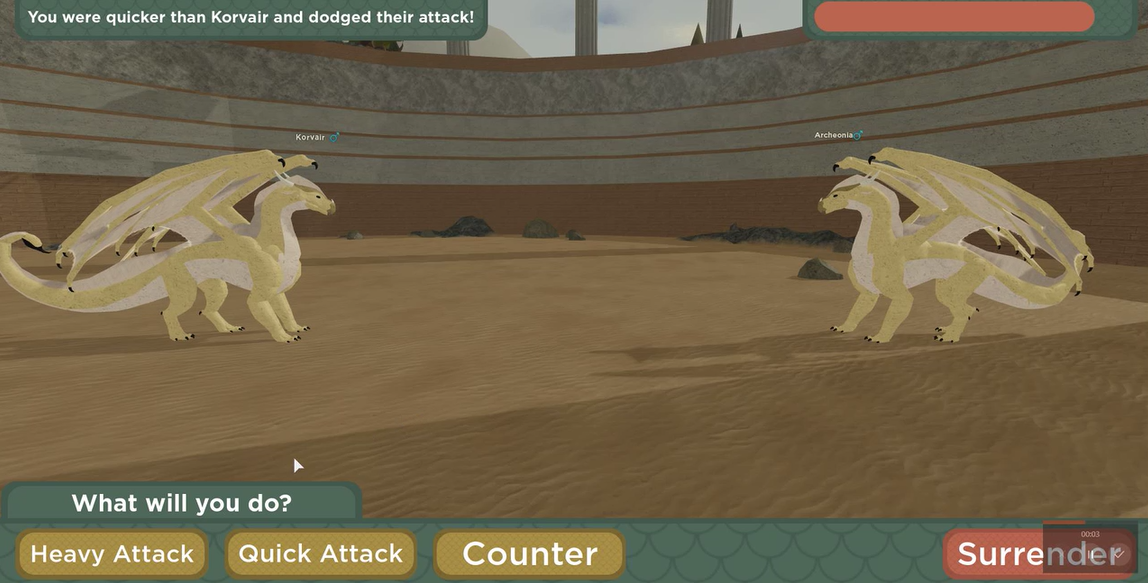 You were quicker than Korvair and dodged their attack!
Korvair
Archeonia
What will you do?
Heavy Attack
Quick Attack
Counter
Surrender
00:03